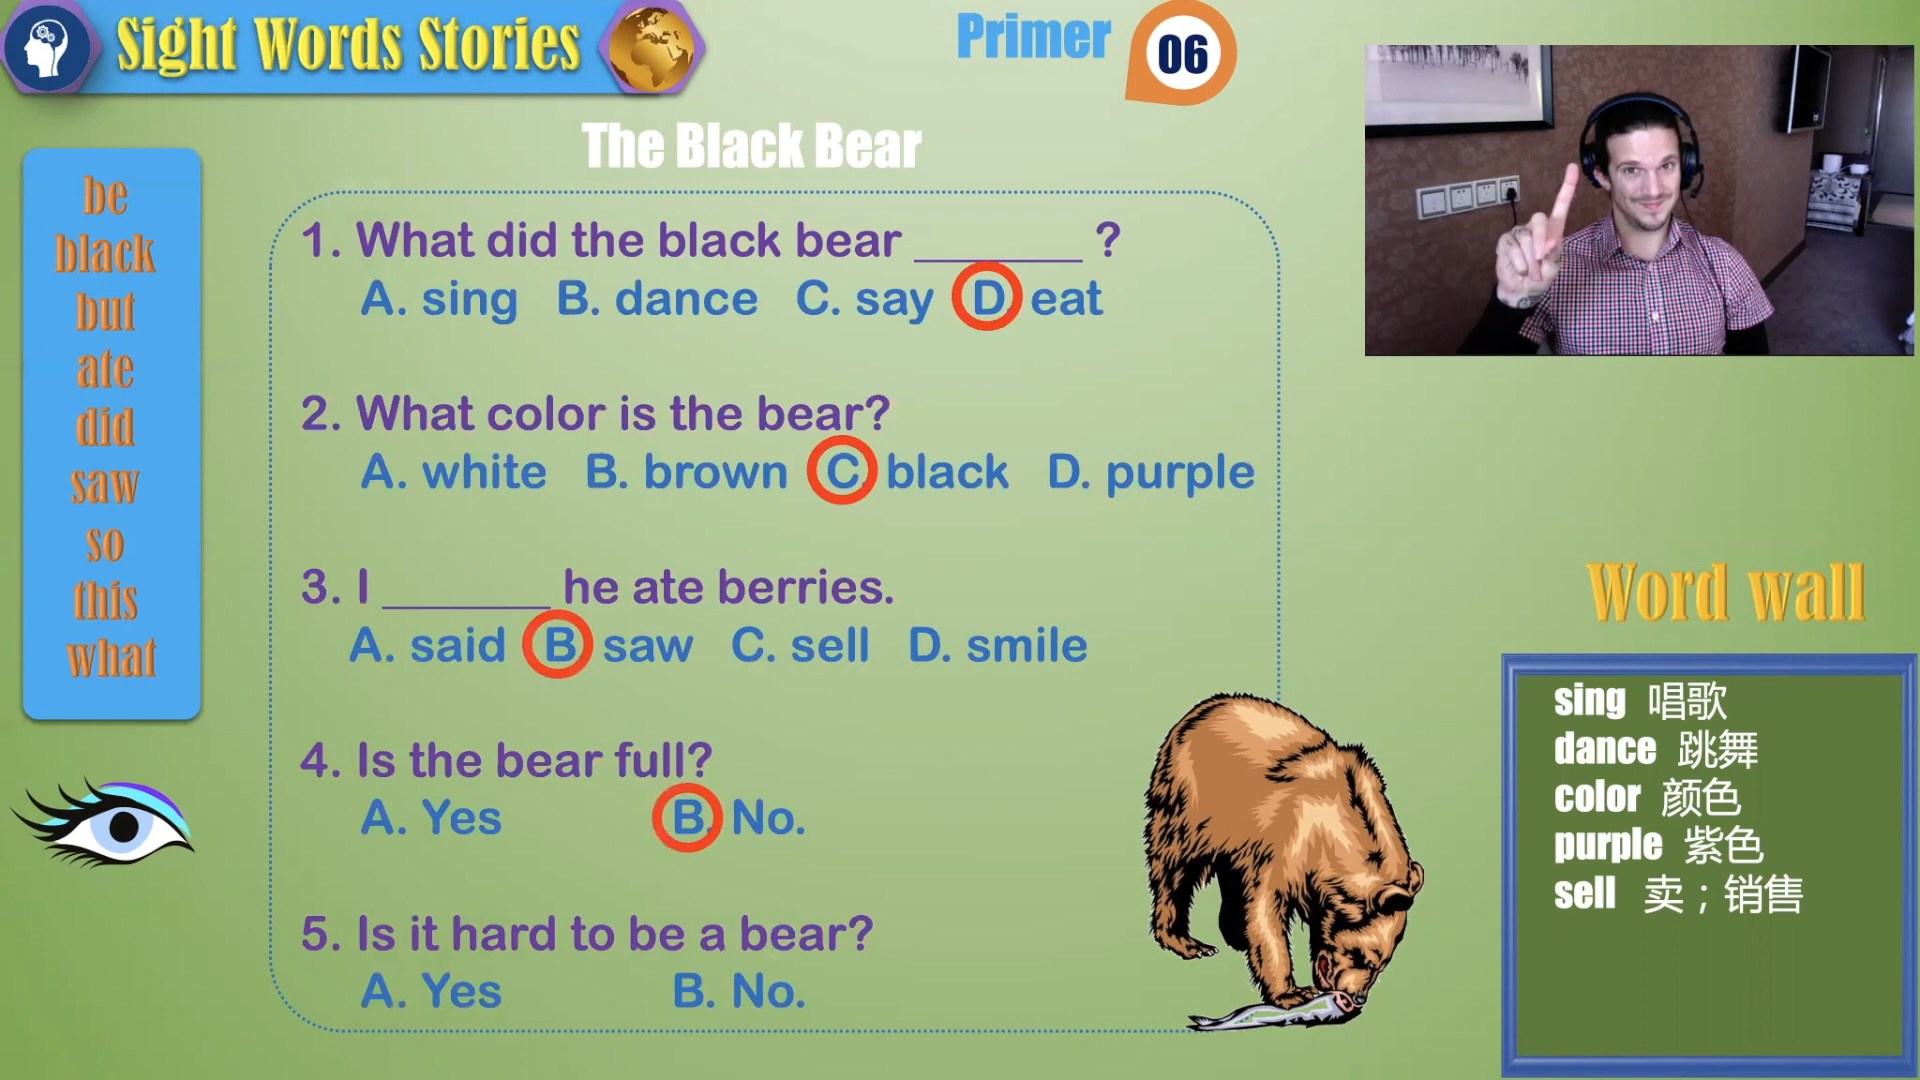 Sight Words Stories
Primer
06
The Black Bear
be
black
but
ate
did
saw
so
this
what
1. What did the black bear _______ ?
A. sing B. dance C. say D. eat
2. What color is the bear?
A. white B. brown C. black D. purple
3. I _______ he ate berries.
A. said B. saw C. sell D. smile
4. Is the bear full?
A. Yes B. No.
5. Is it hard to be a bear?
A. Yes B. No.
Word wall
sing 唱歌
dance 跳舞
color 颜色
purple 紫色
sell 卖；销售